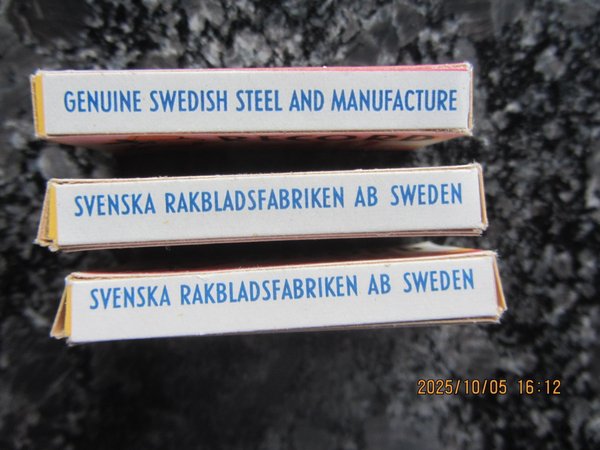 GENUINE SWEDISH STEEL AND MANUFACTURE
SVENSKA RAKBLADSFABRIKEN AB SWEDEN
SVENSKA RAKBLADSFABRIKEN AB SWEDEN
2025/10/05 16:12